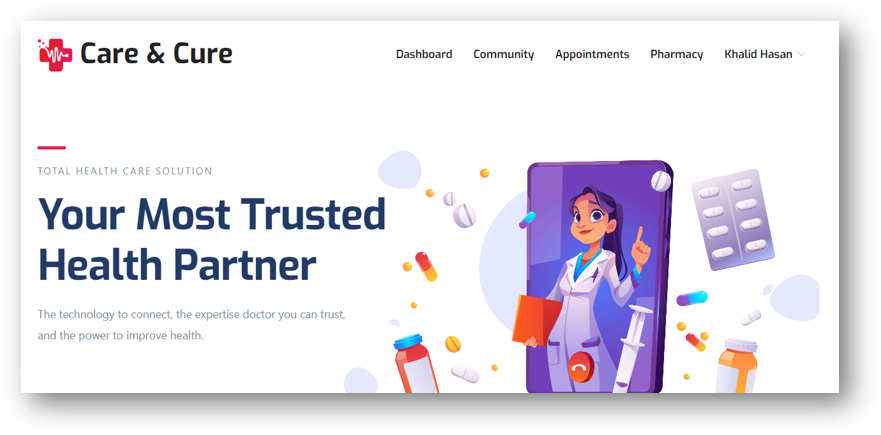 Care & Cure
Dashboard Community Appointments Pharmacy Khalid Hasan
TOTAL HEALTH CARE SOLUTION
Your Most Trusted
Health Partner
The technology to connect, the expertise doctor you can trust,
and the power to improve health.